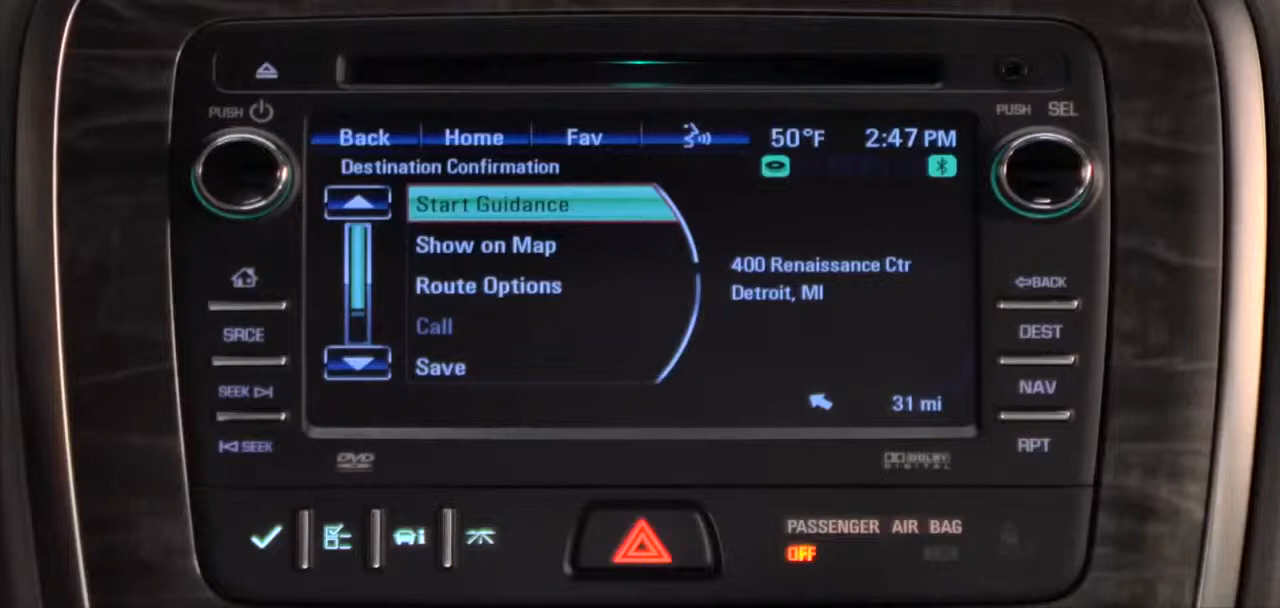 PUSH
PUSH SEL
Back Home Fav 50°F 2:47 PM
Destination Confirmation
Start Guidance
Show on Map
Route Options
Call
Save
400 Renaissance Ctr
Detroit, MI
31 mi
SRCE
SEEK
SEEK
BACK
DEST
NAV
RPT
DVD
DOLBY
DIGITAL
PASSENGER AIR BAG
OFF